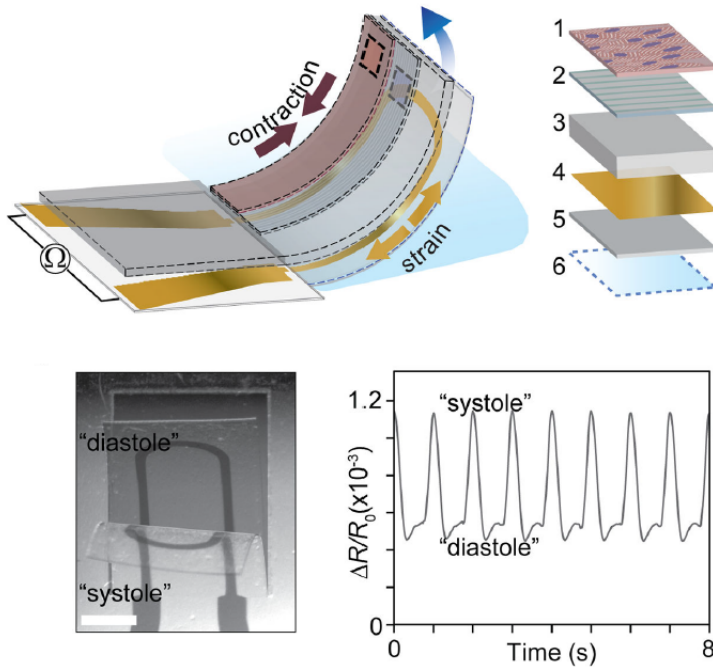 contraction
strain
Ω
1
2
3
4
5
6
"diastole"
"systole"
ΔR/R₀(x10⁻³)
1.2
0
"systole"
"diastole"
0
8
Time (s)